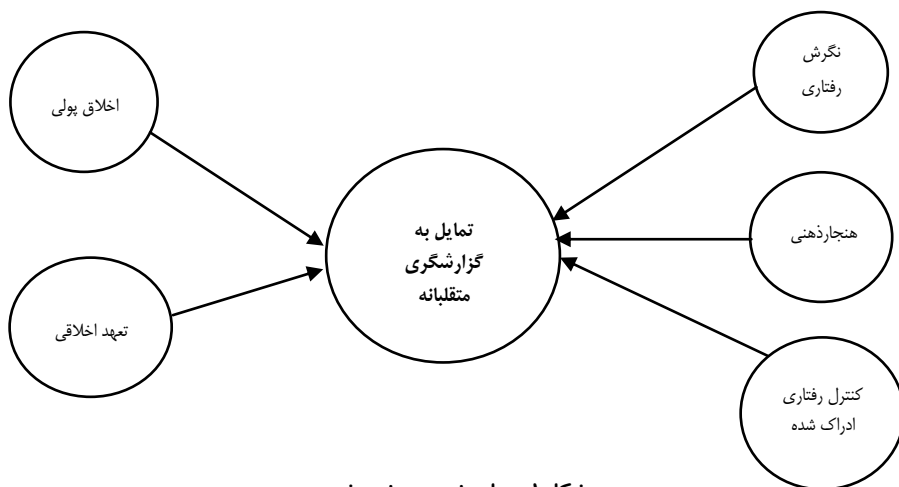 نگرش
رفتاری
اخلاق پولی
تمایل به
گزارشگری
متقلبانه
هنجارذهنی
تعهد اخلاقی
کنترل رفتاری
ادراک شده